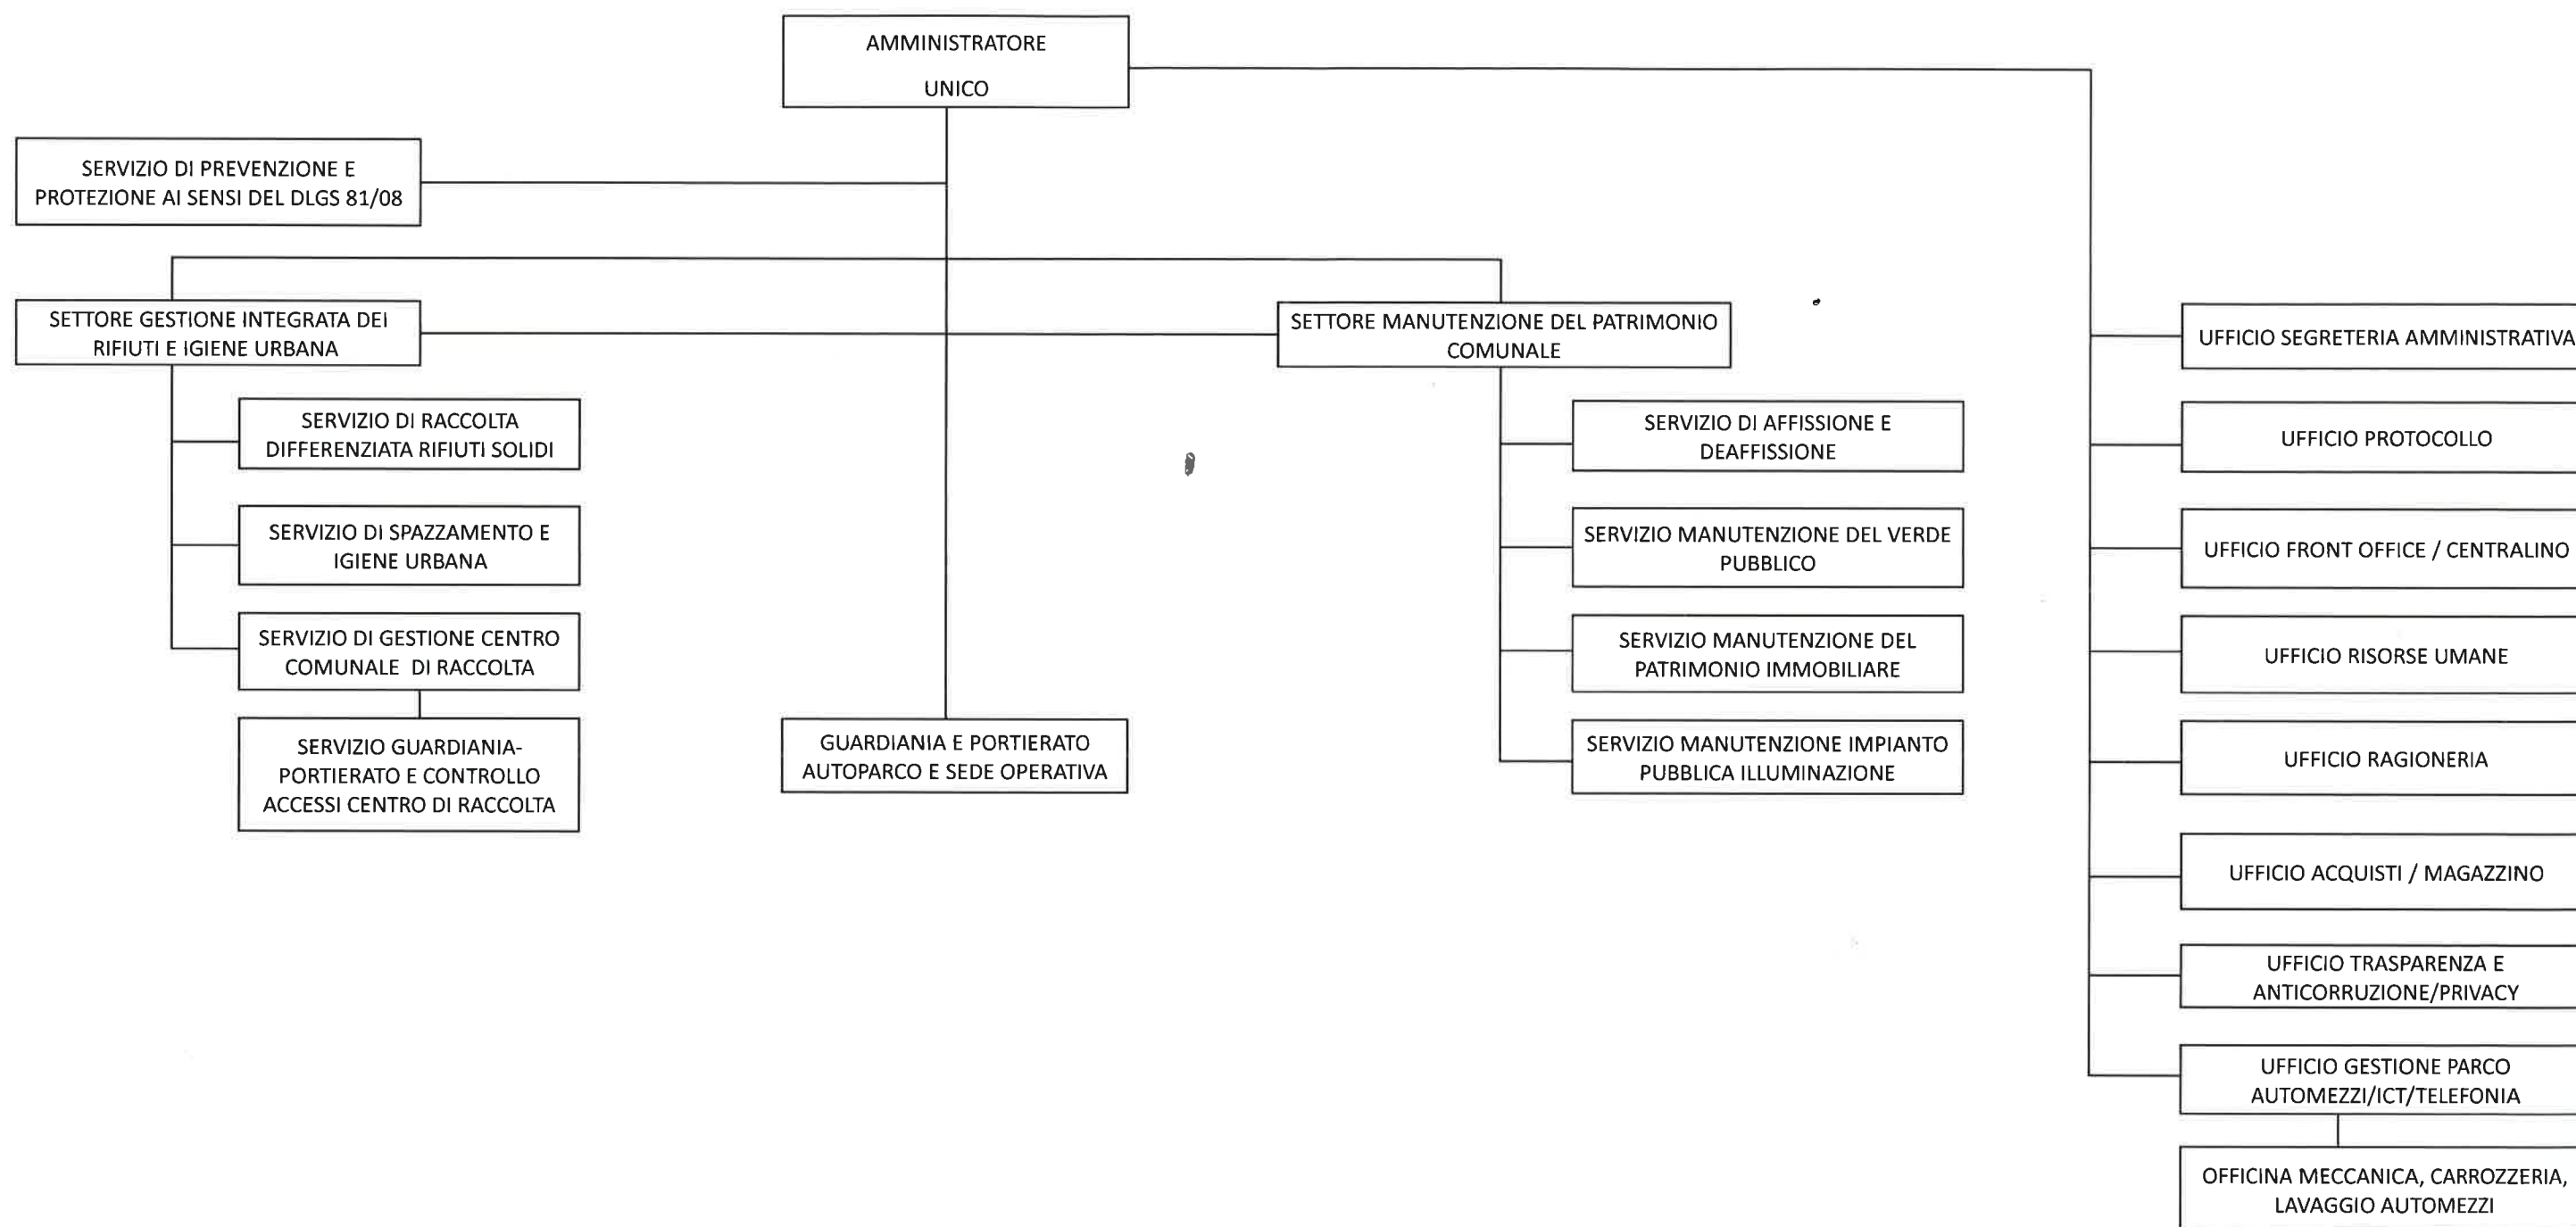 AMMINISTRATORE
UNICO
SERVIZIO DI PREVENZIONE E
PROTEZIONE AI SENSI DEL DLGS 81/08
SETTORE GESTIONE INTEGRATA DEI
RIFIUTI E IGIENE URBANA
SERVIZIO DI RACCOLTA
DIFFERENZIATA RIFIUTI SOLIDI
SERVIZIO DI SPAZZAMENTO E
IGIENE URBANA
SERVIZIO DI GESTIONE CENTRO
COMUNALE DI RACCOLTA
SERVIZIO GUARDIANIA-
PORTIERATO E CONTROLLO
ACCESSI CENTRO DI RACCOLTA
GUARDIANIA E PORTIERATO
AUTOPARCO E SEDE OPERATIVA
SETTORE MANUTENZIONE DEL PATRIMONIO
COMUNALE
SERVIZIO DI AFFISSIONE E
DEAFFISSIONE
SERVIZIO MANUTENZIONE DEL VERDE
PUBBLICO
SERVIZIO MANUTENZIONE DEL
PATRIMONIO IMMOBILIARE
SERVIZIO MANUTENZIONE IMPIANTO
PUBBLICA ILLUMINAZIONE
UFFICIO SEGRETERIA AMMINISTRATIVA
UFFICIO PROTOCOLLO
UFFICIO FRONT OFFICE / CENTRALINO
UFFICIO RISORSE UMANE
UFFICIO RAGIONERIA
UFFICIO ACQUISTI / MAGAZZINO
UFFICIO TRASPARENZA E
ANTICORRUZIONE/PRIVACY
UFFICIO GESTIONE PARCO
AUTOMEZZI/ICT/TELEFONIA
OFFICINA MECCANICA, CARROZZERIA,
LAVAGGIO AUTOMEZZI